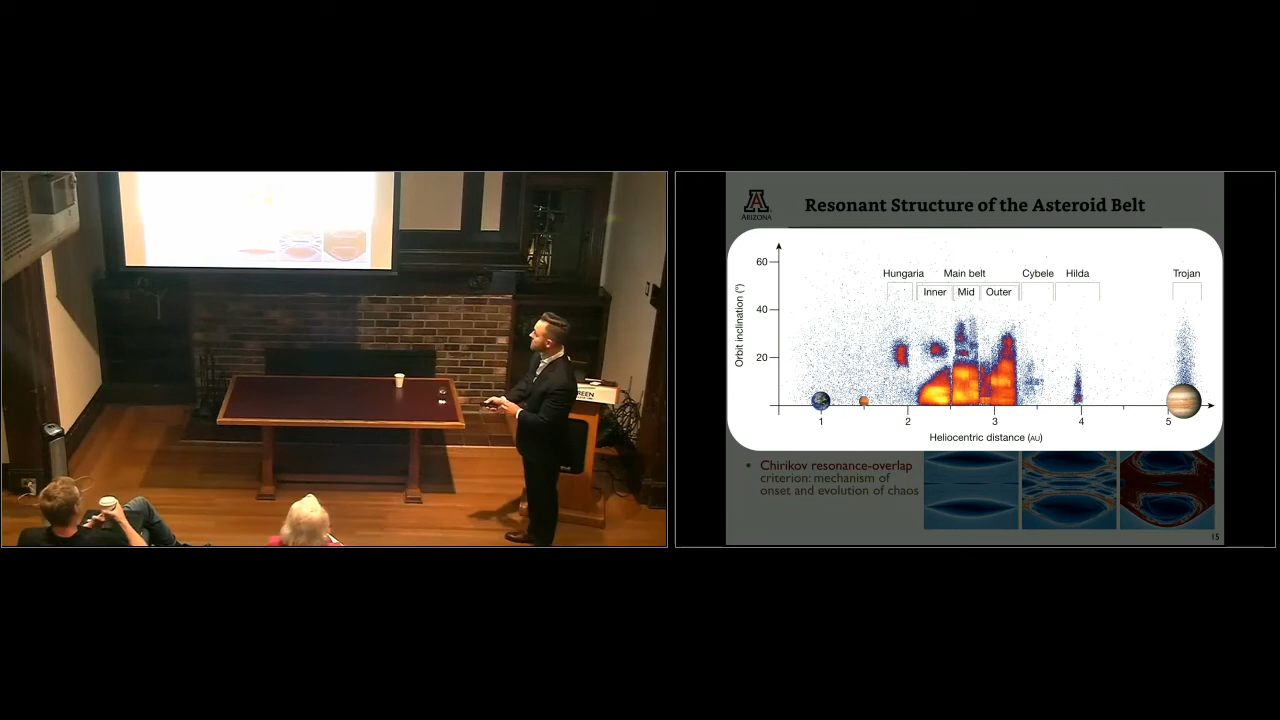 REEN
A
ARIZONA
Resonant Structure of the Asteroid Belt
60
40
20
Orbit inclination (°)
Hungaria Main belt Cybele Hilda Trojan
Inner Mid Outer
1 2 3 4 5
Heliocentric distance (AU)
• Chirikov resonance-overlap
criterion: mechanism of
onset and evolution of chaos
15